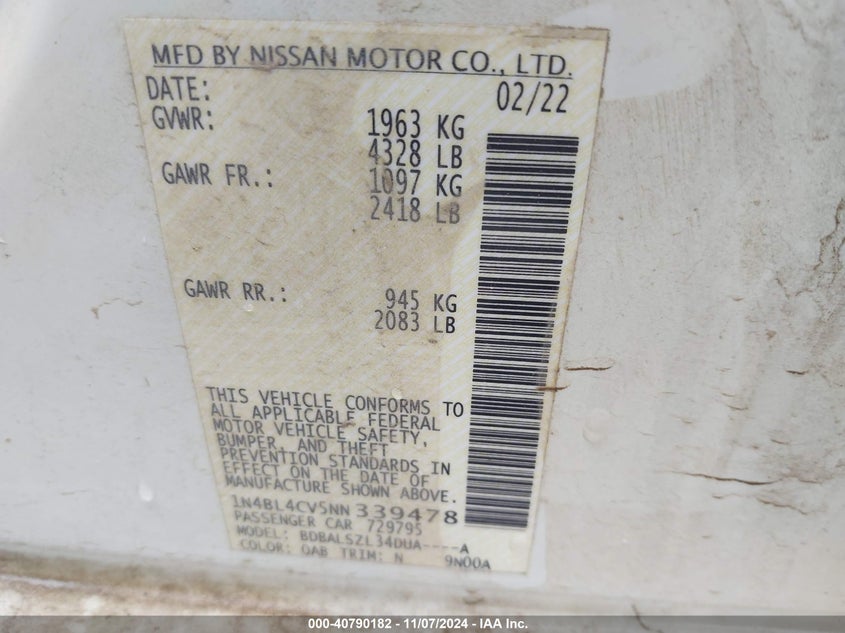 MFD BY NISSAN MOTOR CO., LTD.
DATE: 02/22
GVWR: 1963 KG
4328 LB
GAWR FR.: 1097 KG
2418 LB
GAWR RR.: 945 KG
2083 LB
THIS VEHICLE CONFORMS TO
ALL APPLICABLE FEDERAL
MOTOR VEHICLE SAFETY,
BUMPER, AND THEFT
PREVENTION STANDARDS IN
EFFECT ON THE DATE OF
MANUFACTURE SHOWN ABOVE.
1N4BL4CV5NN339478
PASSENGER CAR 729795
MODEL: BDBALSZL34DUA----A
COLOR: QAB TRIM: N 9N00A
000-40790182 - 11/07/2024 - IAA Inc.